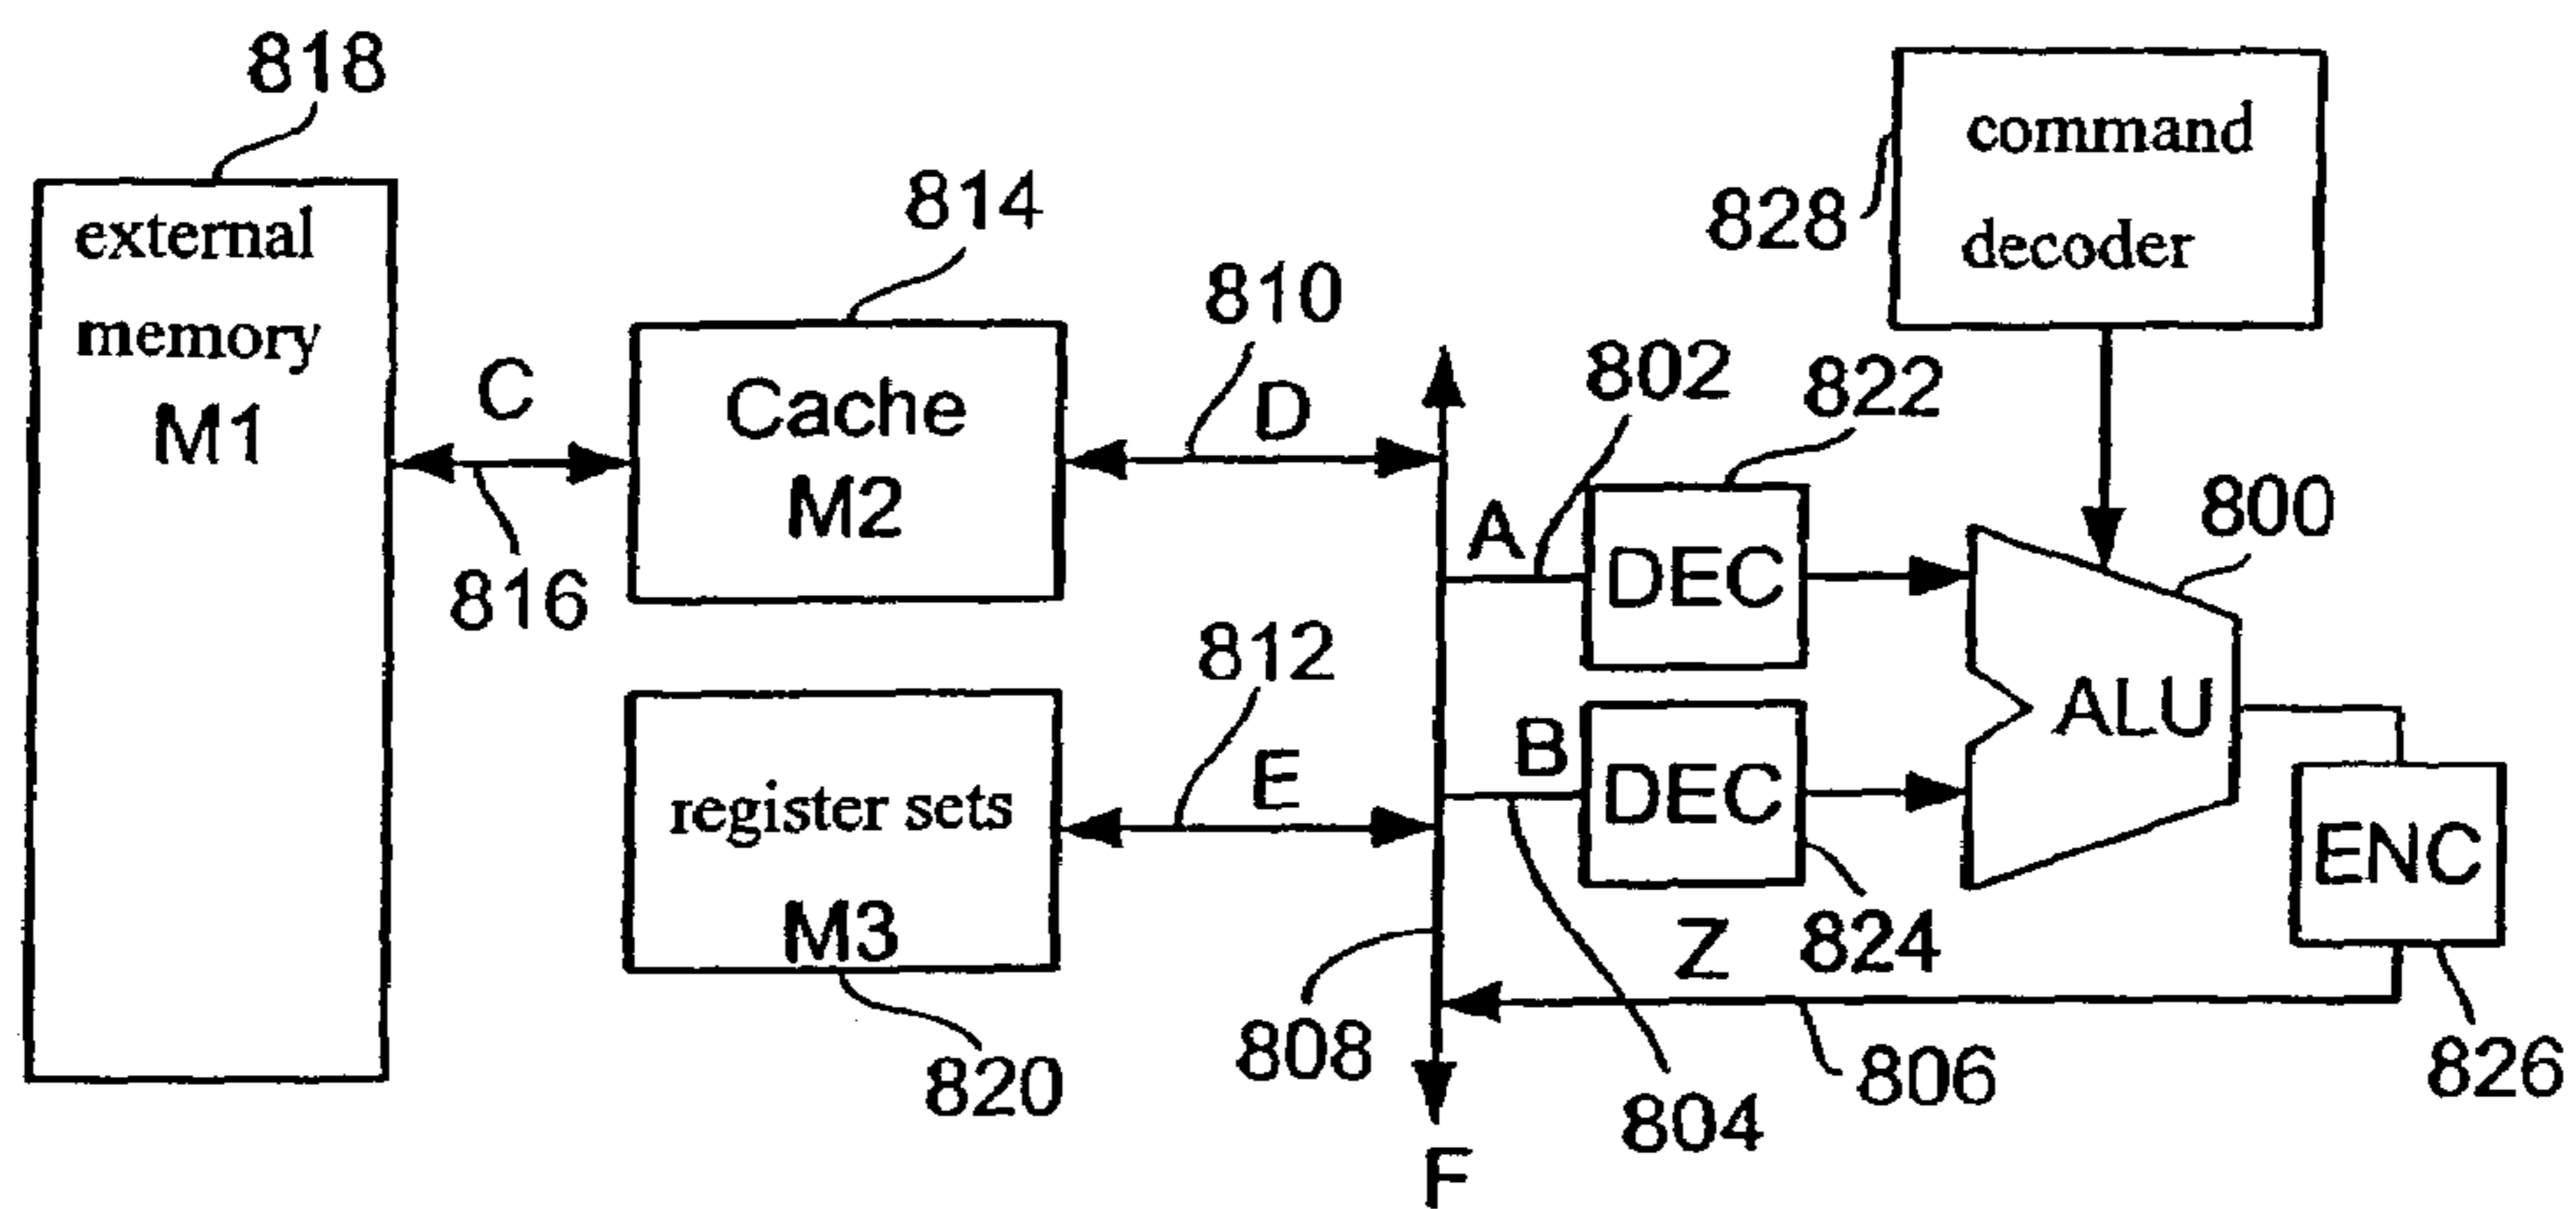 818
external
memory
M1
C
816
814
Cache
M2
810
D
812
E
register sets
M3
820
808
F
802
A
822
DEC
B
DEC
824
804
Z
806
828
command
decoder
800
ALU
ENC
826